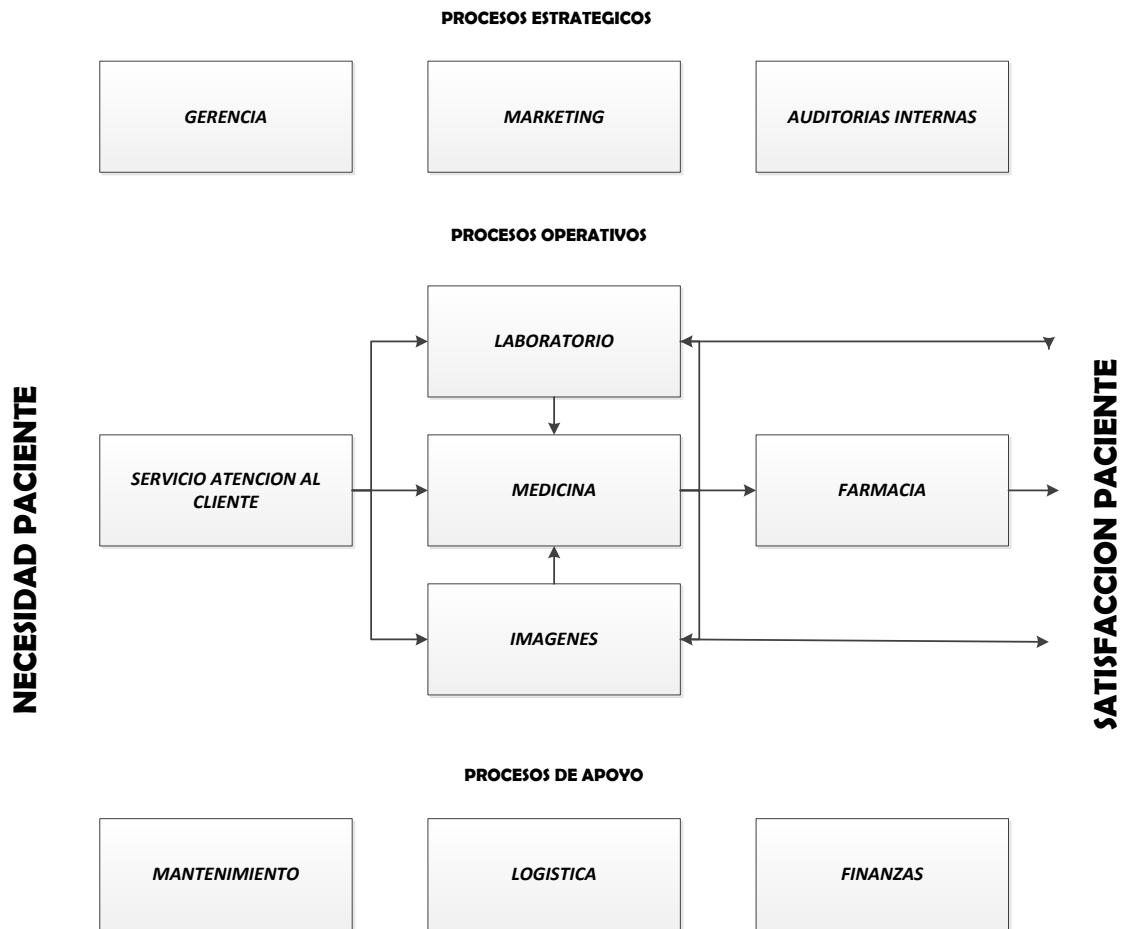 PROCESOS ESTRATEGICOS
GERENCIA
MARKETING
AUDITORIAS INTERNAS
PROCESOS OPERATIVOS
LABORATORIO
NECESIDAD PACIENTE
SERVICIO ATENCION AL
CLIENTE
MEDICINA
FARMACIA
SATISFACCION PACIENTE
IMAGENES
PROCESOS DE APOYO
MANTENIMIENTO
LOGISTICA
FINANZAS